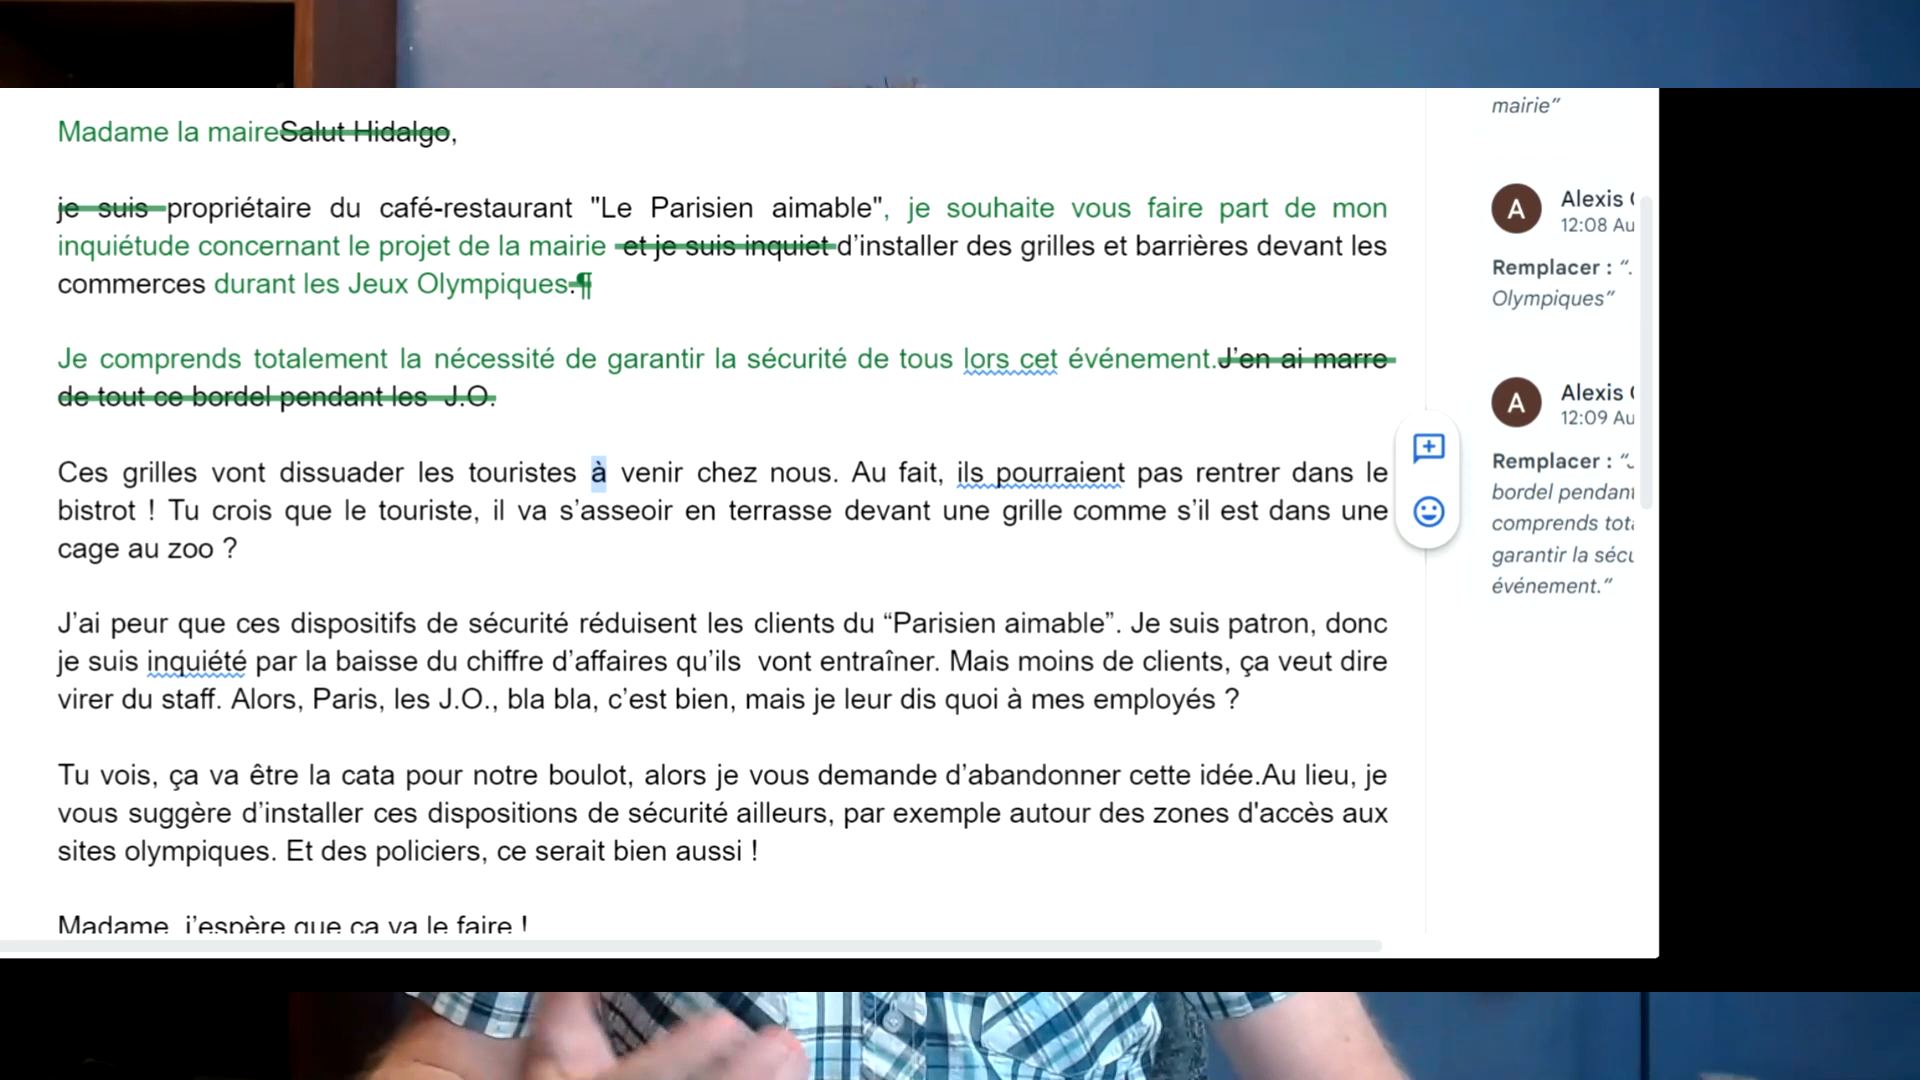 Madame la maireSalut Hidalgo,
je suis propriétaire du café-restaurant "Le Parisien aimable", je souhaite vous faire part de mon
inquiétude concernant le projet de la mairie et je suis inquiet d’installer des grilles et barrières devant les
commerces durant les Jeux Olympiques.¶
Je comprends totalement la nécessité de garantir la sécurité de tous lors cet événement.J’en ai marre
de tout ce bordel pendant les J.O.
Ces grilles vont dissuader les touristes à venir chez nous. Au fait, ils pourraient pas rentrer dans le
bistrot ! Tu crois que le touriste, il va s’asseoir en terrasse devant une grille comme s’il est dans une
cage au zoo ?
J’ai peur que ces dispositifs de sécurité réduisent les clients du “Parisien aimable”. Je suis patron, donc
je suis inquiété par la baisse du chiffre d’affaires qu’ils vont entraîner. Mais moins de clients, ça veut dire
virer du staff. Alors, Paris, les J.O., bla bla, c’est bien, mais je leur dis quoi à mes employés ?
Tu vois, ça va être la cata pour notre boulot, alors je vous demande d’abandonner cette idée.Au lieu, je
vous suggère d’installer ces dispositions de sécurité ailleurs, par exemple autour des zones d'accès aux
sites olympiques. Et des policiers, ce serait bien aussi !
Madame, j’espère que ça va le faire !
mairie”
A Alexis
12:08 Au
Remplacer : “.
Olympiques”
A Alexis
12:09 Au
Remplacer : “
bordel pendant
comprends
garantir la
événement.”